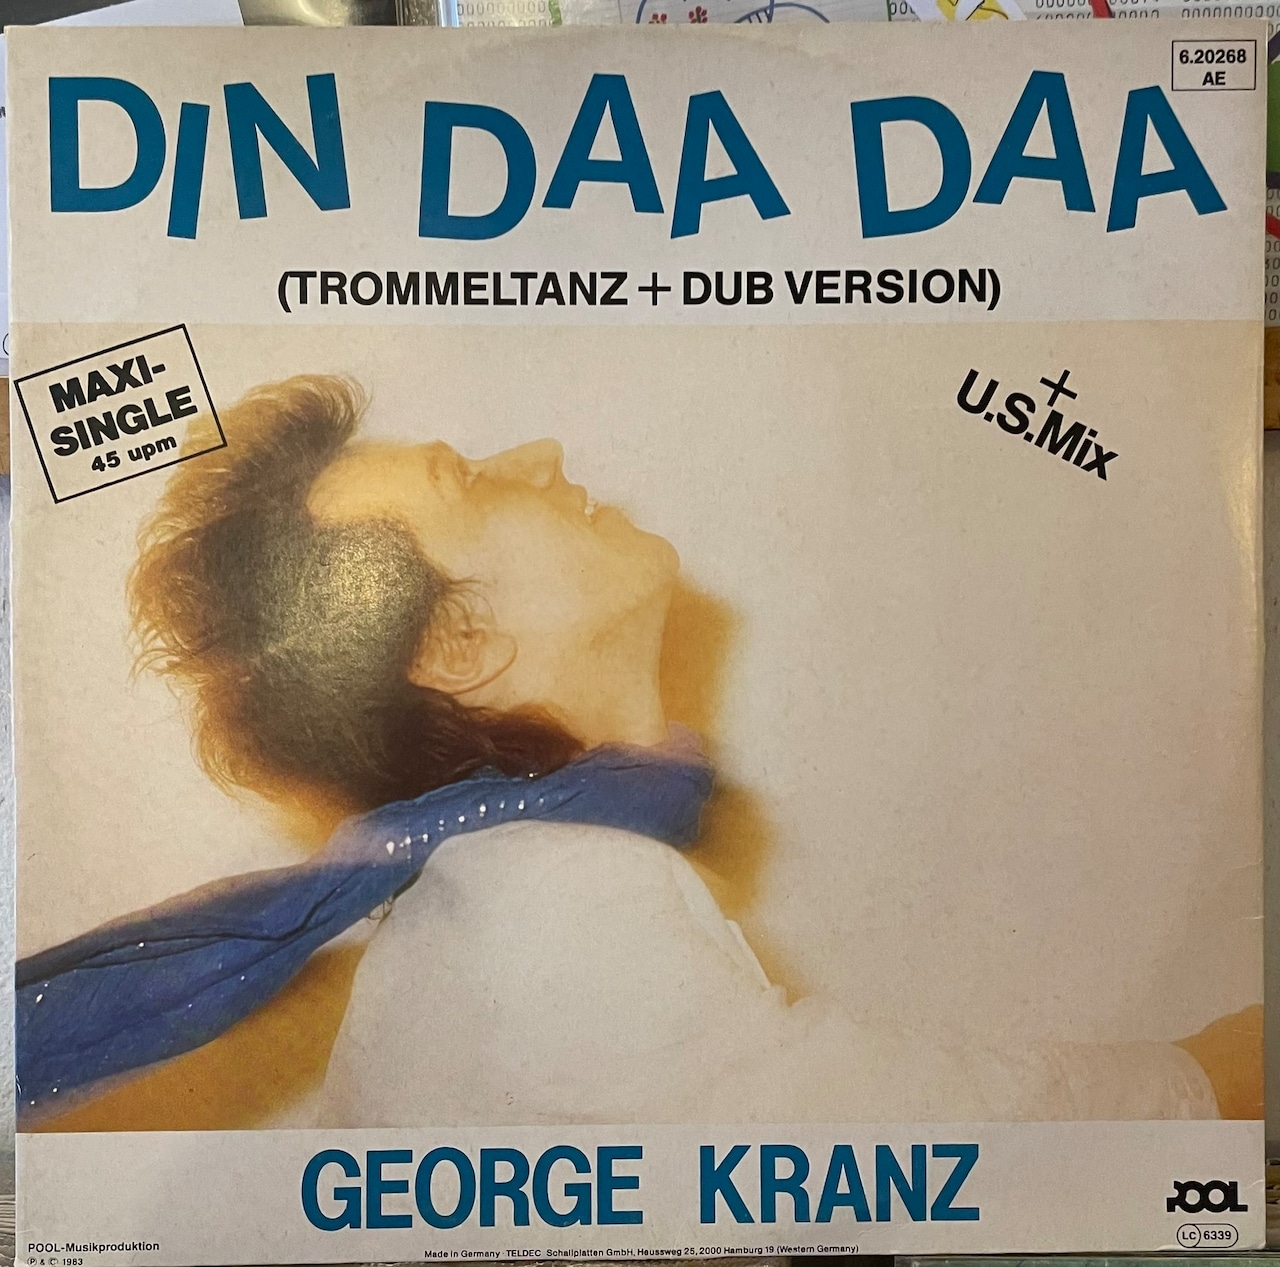 6.20268
AE
DIN DAA DAA
(TROMMELTANZ + DUB VERSION)
MAXI-
SINGLE
45 upm
+
U.S.Mix
GEORGE KRANZ
POOL
LC 6339
POOL-Musikproduktion
Ⓟ & © 1983
Made in Germany · TELDEC Schallplatten GmbH, Heussweg 25, 2000 Hamburg 19 (Western Germany)